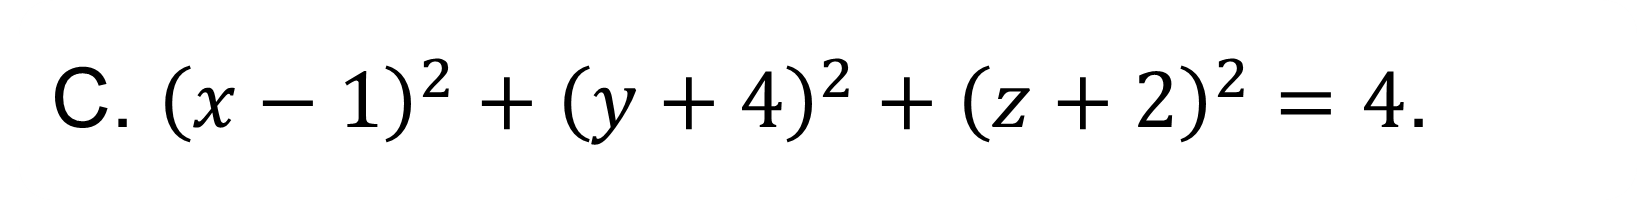 C. (x − 1)² + (y + 4)² + (z + 2)² = 4.